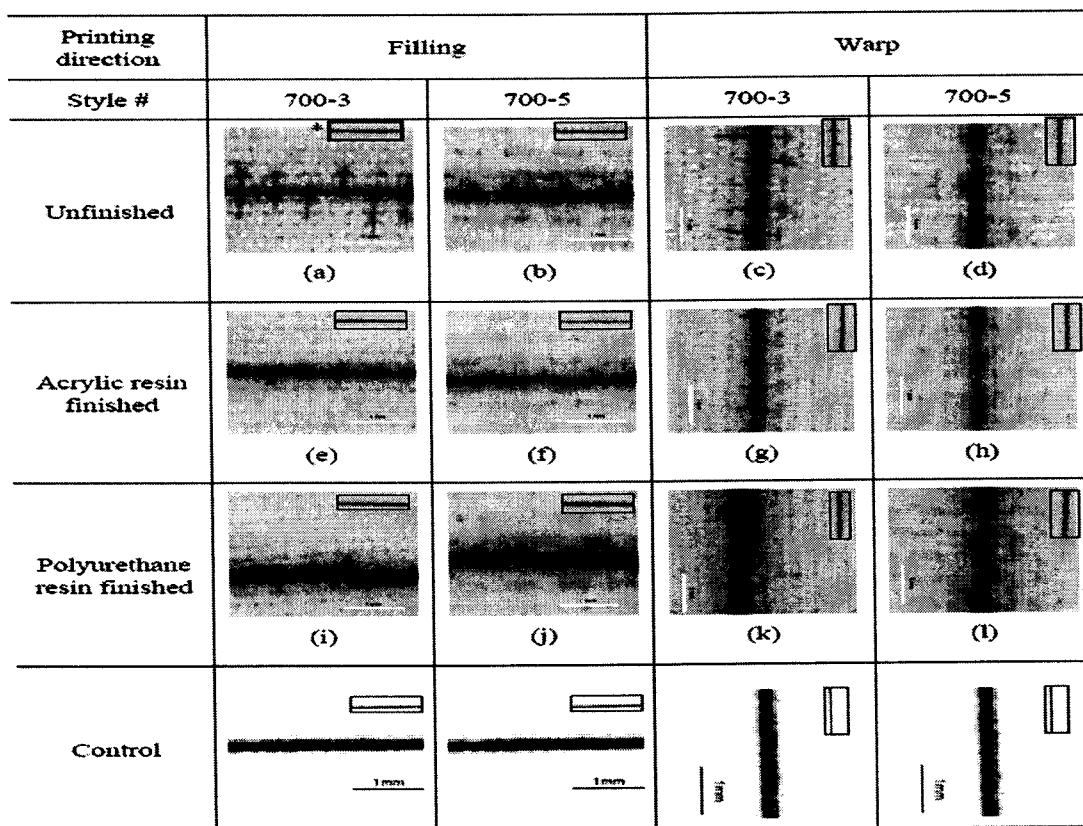 Printing direction
Filling
Warp
Style #
700-3
700-5
700-3
700-5
Unfinished
*
(a)
(b)
(c)
(d)
Acrylic resin finished
(e)
(f)
(g)
(h)
Polyurethane resin finished
(i)
(j)
(k)
(l)
Control
1mm
1mm
1mm
1mm